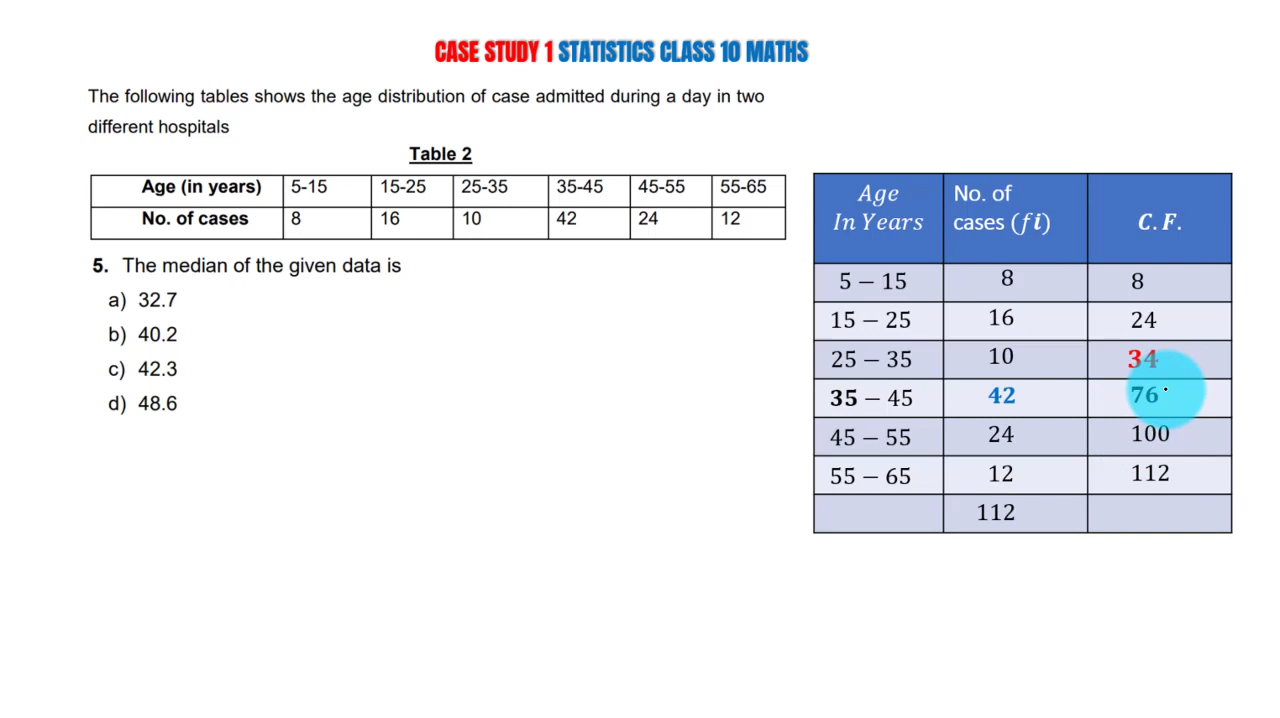 CASE STUDY 1 STATISTICS CLASS 10 MATHS
The following tables shows the age distribution of case admitted during a day in two
different hospitals
Table 2
Age (in years) 5-15 15-25 25-35 35-45 45-55 55-65
No. of cases 8 16 10 42 24 12
5. The median of the given data is
a) 32.7
b) 40.2
c) 42.3
d) 48.6
Age In Years No. of cases (fi) C.F.
5 – 15 8 8
15 – 25 16 24
25 – 35 10 34
35 – 45 42 76
45 – 55 24 100
55 – 65 12 112
112